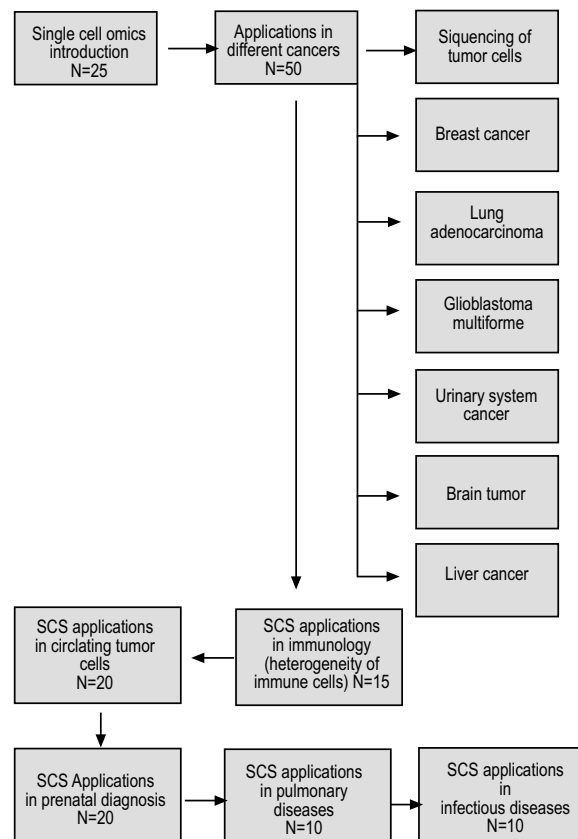 Single cell omics
introduction
N=25
Applications in
different cancers
N=50
Siquencing of
tumor cells
Breast cancer
Lung
adenocarcinoma
Glioblastoma
multiforme
Urinary system
cancer
Brain tumor
Liver cancer
SCS applications
in immunology
(heterogeneity of
immune cells) N=15
SCS applications
in circlating tumor
cells
N=20
SCS Applications
in prenatal diagnosis
N=20
SCS applications
in pulmonary
diseases
N=10
SCS applications
in
infectious diseases
N=10